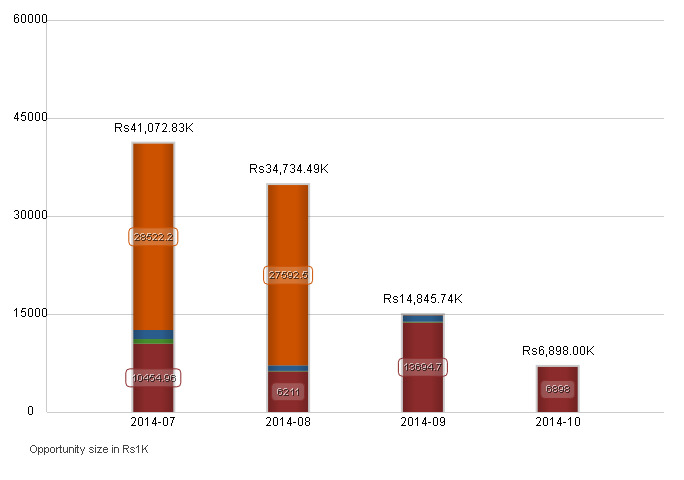 60000
Rs41,072.83K
45000
Rs34,734.49K
30000
28522.2
27592.5
Rs14,845.74K
15000
Rs6,898.00K
10454.96
6211
13694.7
6898
0
2014-07 2014-08 2014-09 2014-10
Opportunity size in Rs1K